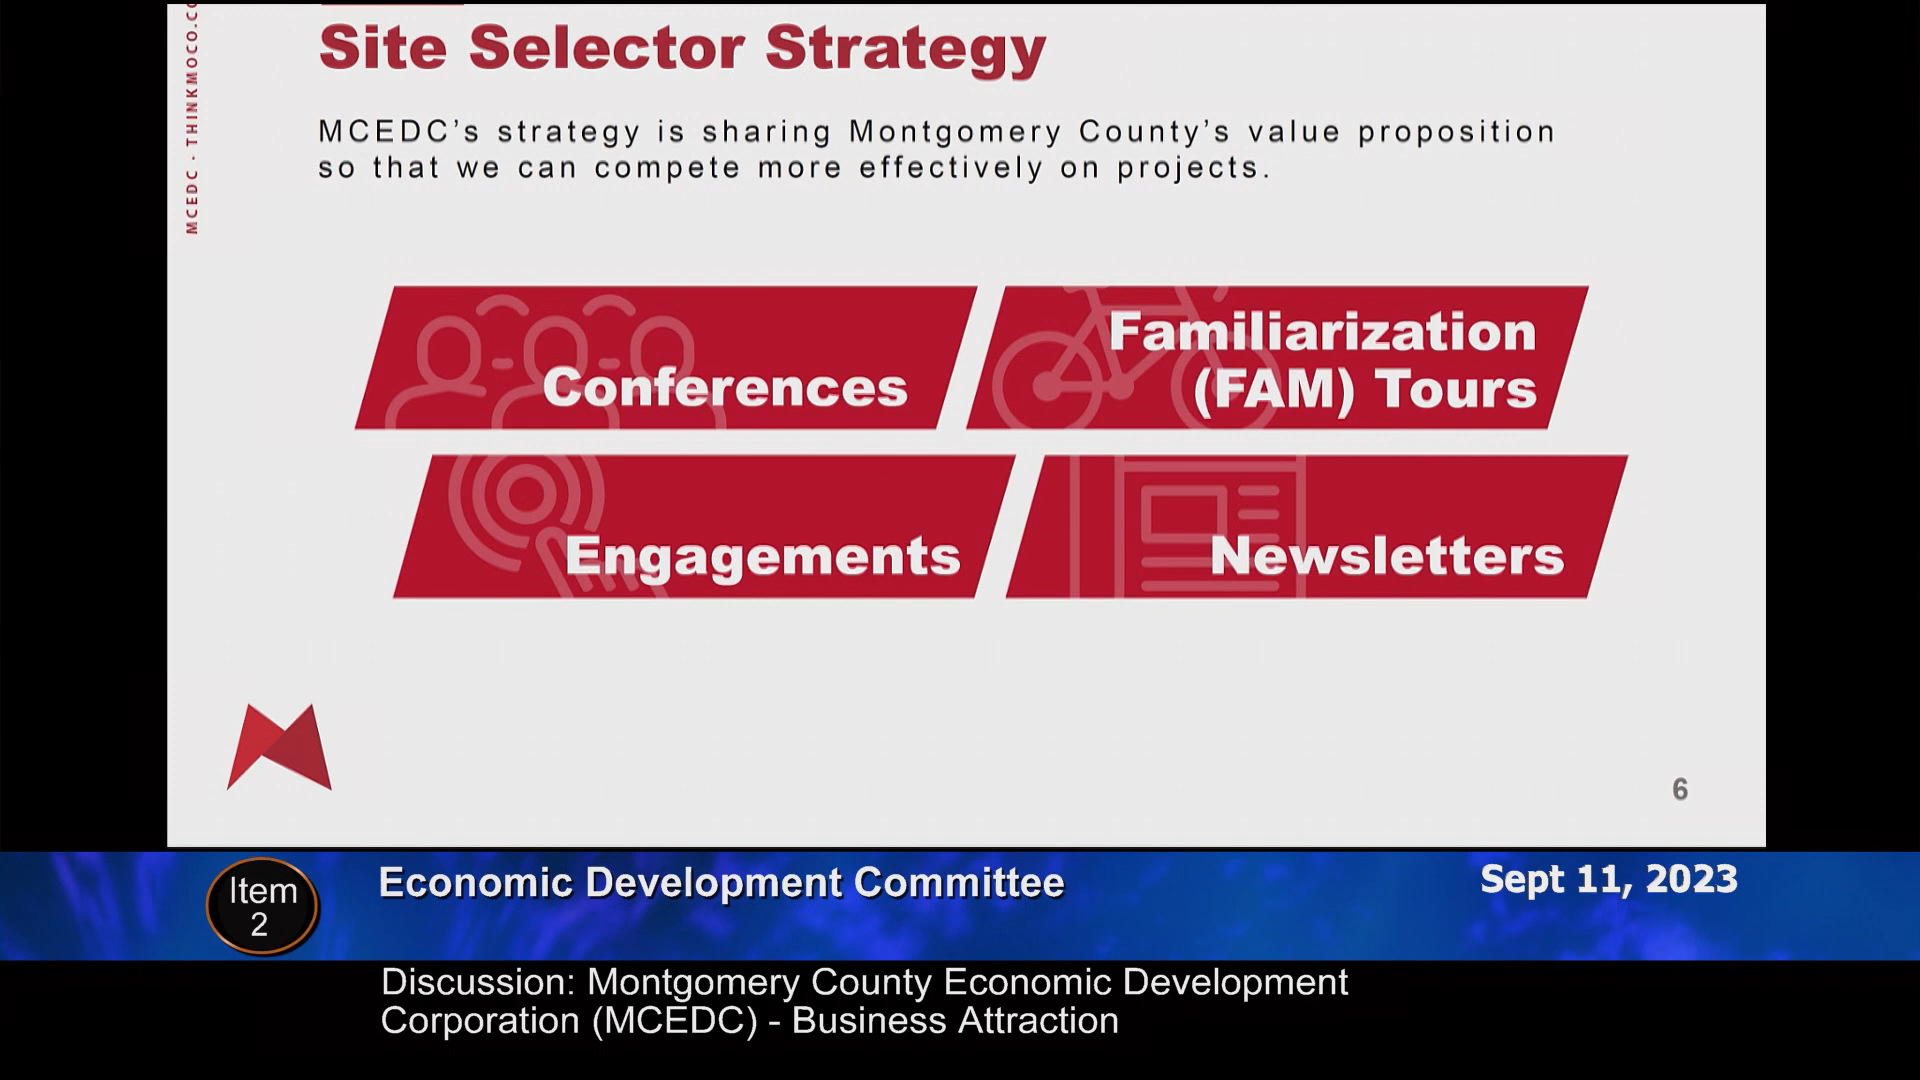 MCEDC · THINKMOCO.C
Site Selector Strategy
MCEDC’s strategy is sharing Montgomery County’s value proposition
so that we can compete more effectively on projects.
Conferences
Familiarization
(FAM) Tours
Engagements
Newsletters
6
Item
2
Economic Development Committee
Sept 11, 2023
Discussion: Montgomery County Economic Development
Corporation (MCEDC) - Business Attraction